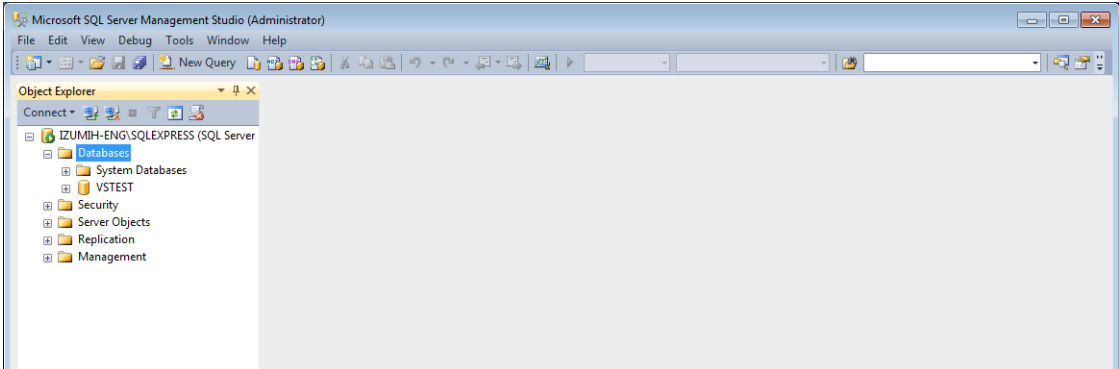 Microsoft SQL Server Management Studio (Administrator)
File Edit View Debug Tools Window Help
New Query
Object Explorer
Connect
IZUMIH-ENG\SQLEXPRESS (SQL Server
Databases
System Databases
VSTEST
Security
Server Objects
Replication
Management